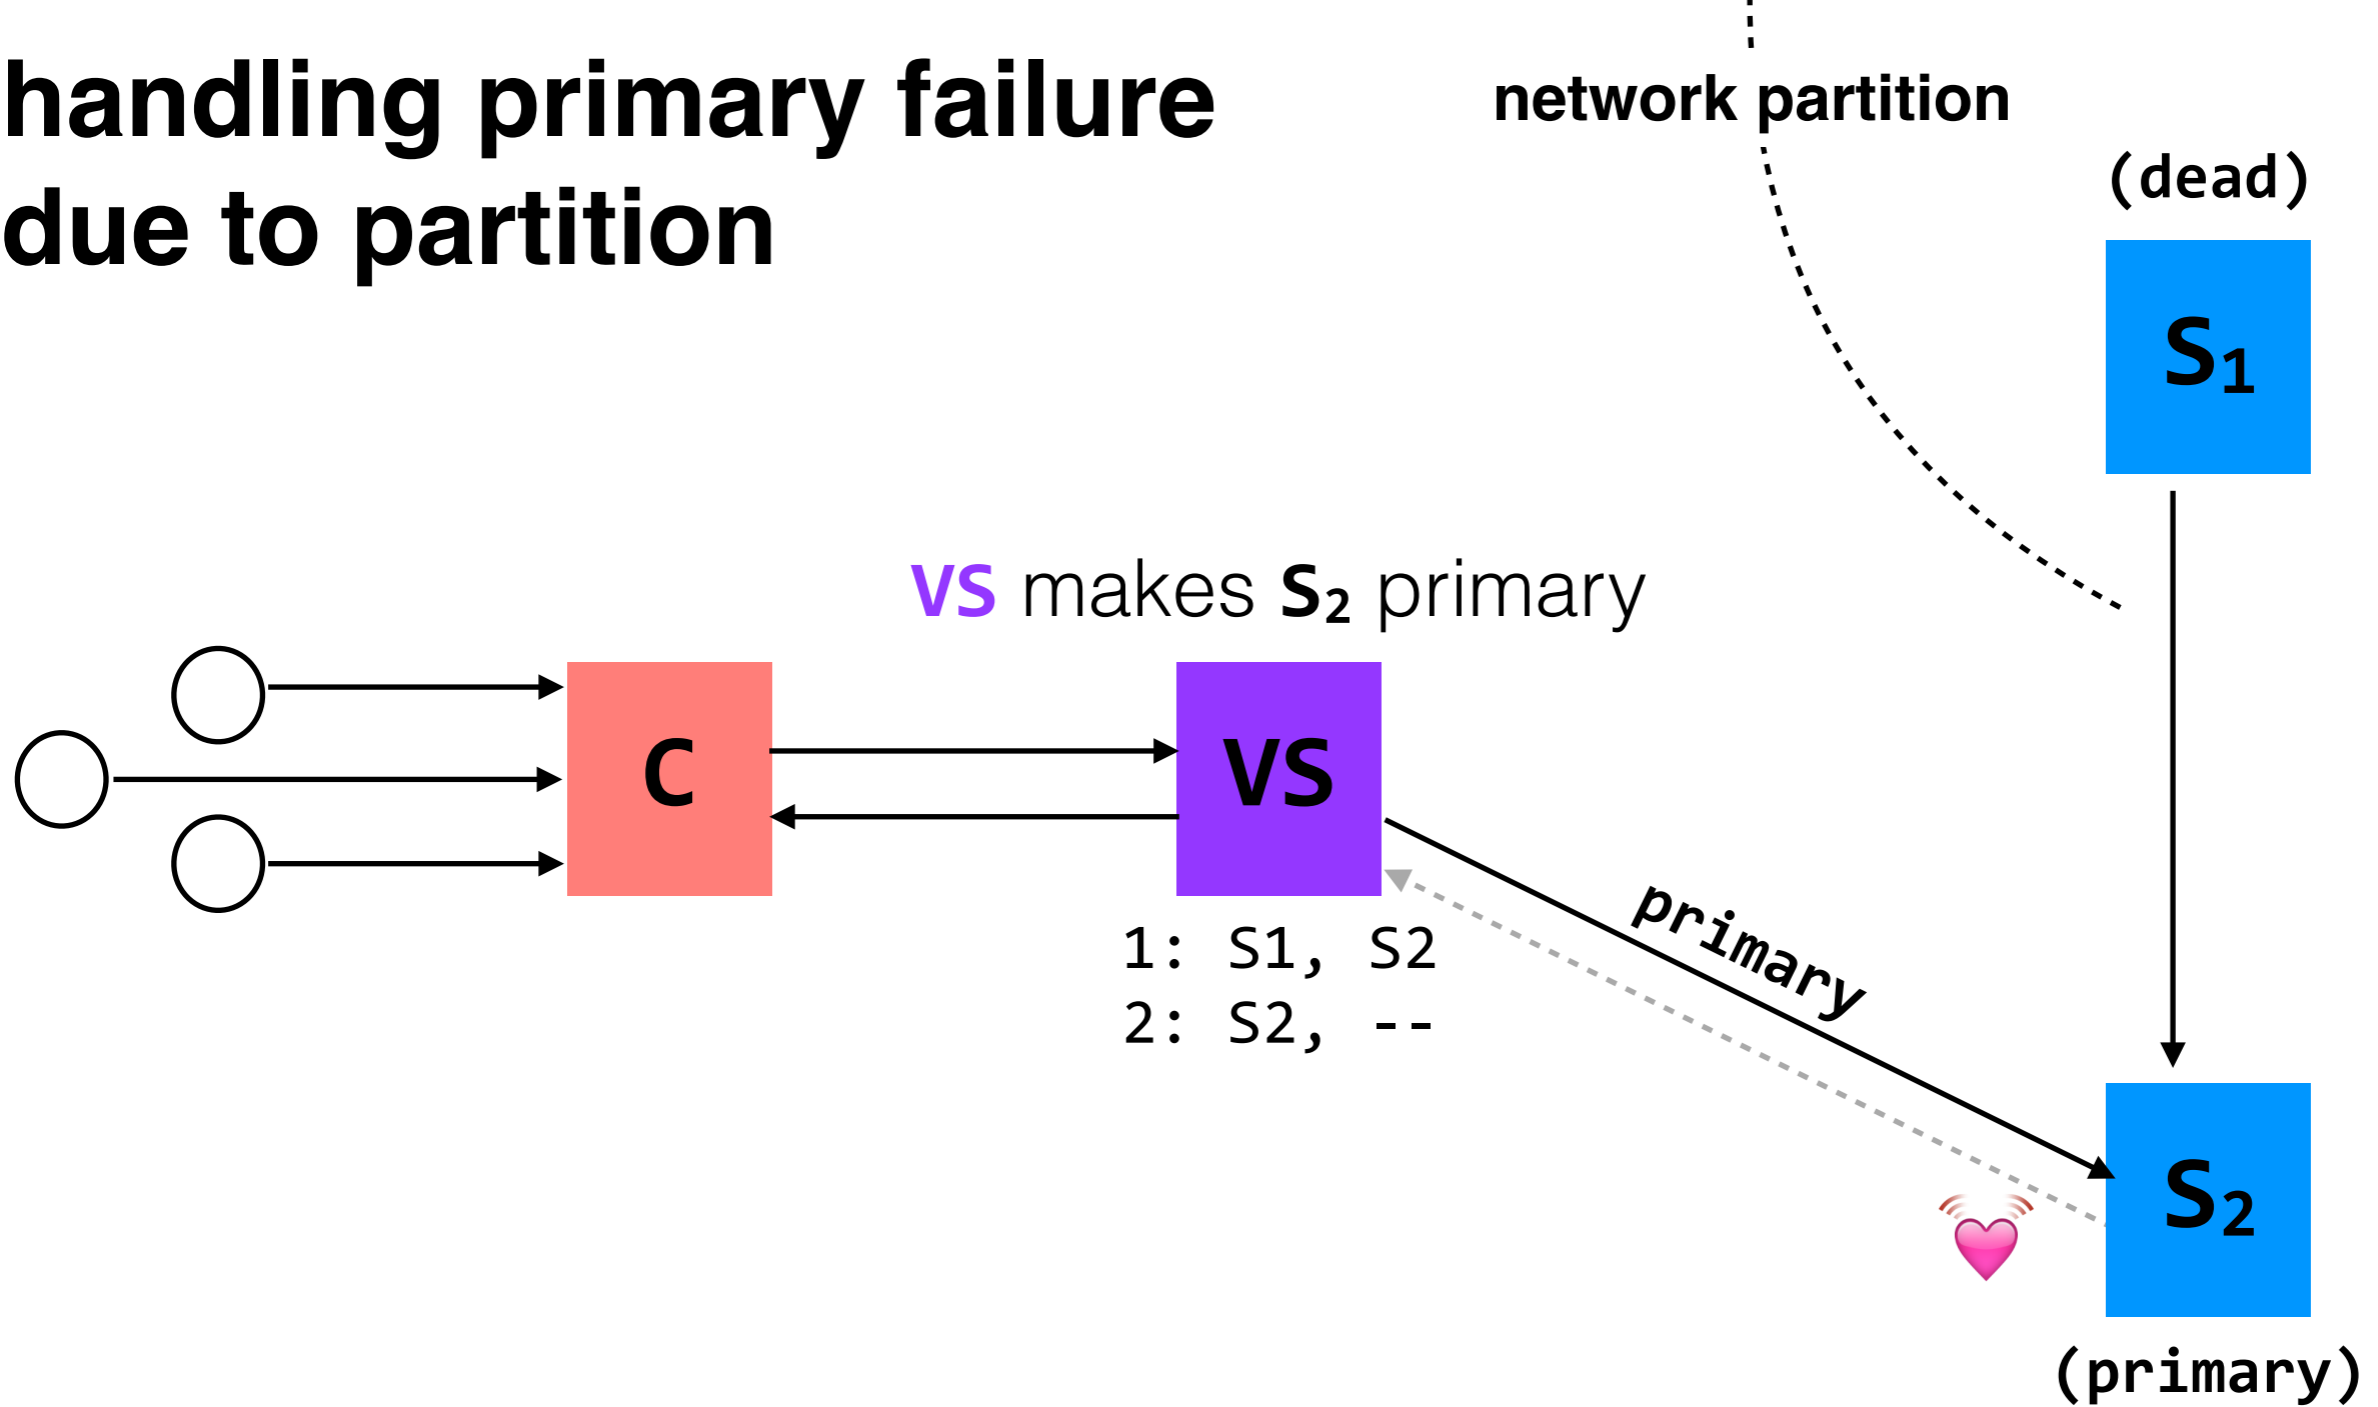 handling primary failure
due to partition
network partition
(dead)
S₁
VS makes S₂ primary
C
VS
1: S1, S2
2: S2, --
primary
S₂
(primary)